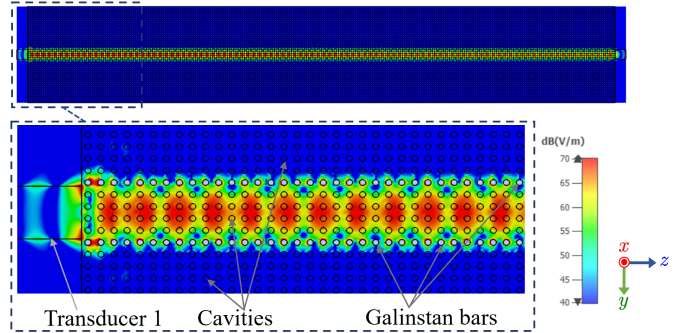 dB(V/m)
70
65
60
55
50
45
40
x
z
y
Transducer 1
Cavities
Galinstan bars